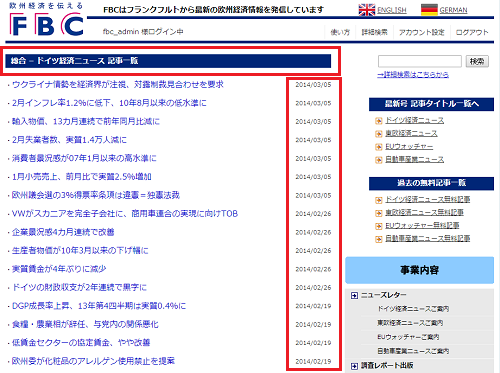 欧州経済を伝える
FBC
FBCはフランクフルトから最新の欧州経済情報を発信しています
ENGLISH
GERMAN
fbc_admin 様ログイン中
使い方
詳細検索
アカウント設定
ログアウト
総合 – ドイツ経済ニュース 記事一覧
・ウクライナ情勢を経済界が注視、対露制裁見合わせを要求 2014/03/05
・2月インフレ率1.2%に低下、10年8月以来の低水準に 2014/03/05
・輸入物価、13カ月連続で前年同月比減に 2014/03/05
・2月失業者数、実質1.4万人減に 2014/03/05
・消費者景況感が07年1月以来の高水準に 2014/03/05
・1月小売売上、前月比で実質2.5%増加 2014/03/05
・欧州議会選の3%得票率条項は違憲＝独憲法裁 2014/03/05
・VWがスカニアを完全子会社に、商用車連合の実現に向けTOB 2014/02/26
・企業景況感4カ月連続で改善 2014/02/26
・生産者物価が10年3月以来の下げ幅に 2014/02/26
・実質賃金が4年ぶりに減少 2014/02/26
・ドイツの財政収支が2年連続で黒字に 2014/02/26
・DGP成長率上昇、13年第4四半期は実質0.4%に 2014/02/19
・食糧・農業相が辞任、与党内の関係悪化 2014/02/19
・低賃金セクターの協定賃金、やや改善 2014/02/19
・欧州委が化粧品のアレルゲン使用禁止を提案 2014/02/19
検索
→詳細検索はこちらから
最新号 記事タイトル一覧へ
ドイツ経済ニュース
東欧経済ニュース
EUウォッチャー
自動車産業ニュース
過去の無料記事一覧
ドイツ経済ニュース無料記事
東欧経済ニュース無料記事
EUウォッチャー無料記事
自動車産業ニュース無料記事
事業内容
ニュースレター
ドイツ経済ニュースご案内
東欧経済ニュースご案内
EUウォッチャーご案内
自動車産業ニュースご案内
調査レポート出版